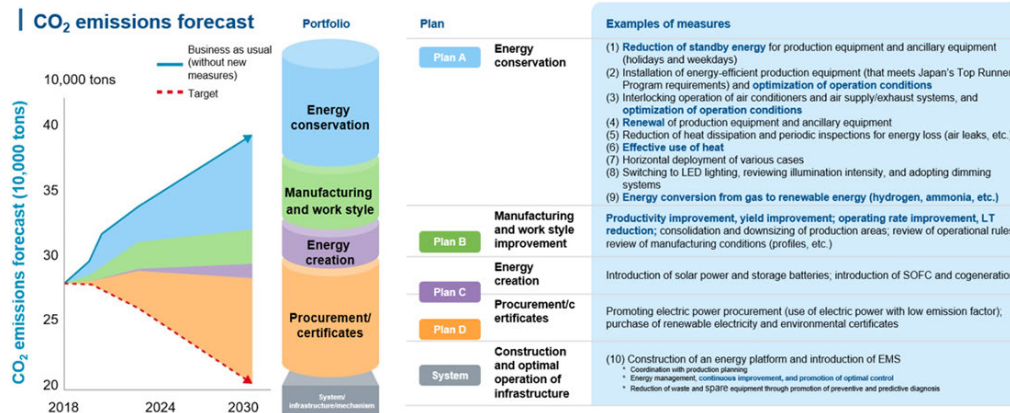 CO2 emissions forecast
Business as usual
(without new
measures)
Target
10,000 tons
CO2 emissions forecast (10,000 tons)
40
35
30
25
20
2018
2024
2030
Portfolio
Energy
conservation
Manufacturing
and work style
Energy
creation
Procurement/
certificates
System/
infrastructure/mechanism
Plan
Examples of measures
Plan A
Energy
conservation
(1) Reduction of standby energy for production equipment and ancillary equipment
(holidays and weekdays)
(2) Installation of energy-efficient production equipment (that meets Japan's Top Runner
Program requirements) and optimization of operation conditions
(3) Interlocking operation of air conditioners and air supply/exhaust systems, and
optimization of operation conditions
(4) Renewal of production equipment and ancillary equipment
(5) Reduction of heat dissipation and periodic inspections for energy loss (air leaks, etc.
(6) Effective use of heat
(7) Horizontal deployment of various cases
(8) Switching to LED lighting, reviewing illumination intensity, and adopting dimming
systems
(9) Energy conversion from gas to renewable energy (hydrogen, ammonia, etc.)
Plan B
Manufacturing
and work style
improvement
Productivity improvement, yield improvement; operating rate improvement, LT
reduction; consolidation and downsizing of production areas; review of operational rules
review of manufacturing conditions (profiles, etc.)
Plan C
Energy
creation
Introduction of solar power and storage batteries; introduction of SOFC and cogeneratio
Plan D
Procurement/c
ertificates
Promoting electric power procurement (use of electric power with low emission factor);
purchase of renewable electricity and environmental certificates
System
Construction
and optimal
operation of
infrastructure
(10) Construction of an energy platform and introduction of EMS
* Coordination with production planning
* Energy management, continuous improvement, and promotion of optimal control
* Reduction of waste and spare equipment through promotion of preventive and predictive diagnosis